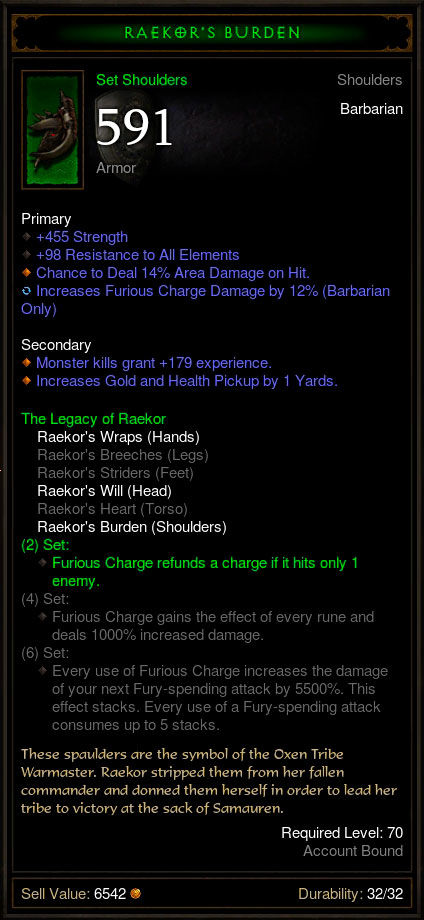 RAEKOR'S BURDEN
Set Shoulders
Shoulders
591
Barbarian
Armor
Primary
+455 Strength
+98 Resistance to All Elements
Chance to Deal 14% Area Damage on Hit.
Increases Furious Charge Damage by 12% (Barbarian
Only)
Secondary
Monster kills grant +179 experience.
Increases Gold and Health Pickup by 1 Yards.
The Legacy of Raekor
Raekor's Wraps (Hands)
Raekor's Breeches (Legs)
Raekor's Striders (Feet)
Raekor's Will (Head)
Raekor's Heart (Torso)
Raekor's Burden (Shoulders)
(2) Set:
Furious Charge refunds a charge if it hits only 1
enemy.
(4) Set:
Furious Charge gains the effect of every rune and
deals 1000% increased damage.
(6) Set:
Every use of Furious Charge increases the damage
of your next Fury-spending attack by 5500%. This
effect stacks. Every use of a Fury-spending attack
consumes up to 5 stacks.
These spaulders are the symbol of the Oxen Tribe
Warmaster. Raekor stripped them from her fallen
commander and donned them herself in order to lead her
tribe to victory at the sack of Samauren.
Required Level: 70
Account Bound
Sell Value: 6542
Durability: 32/32